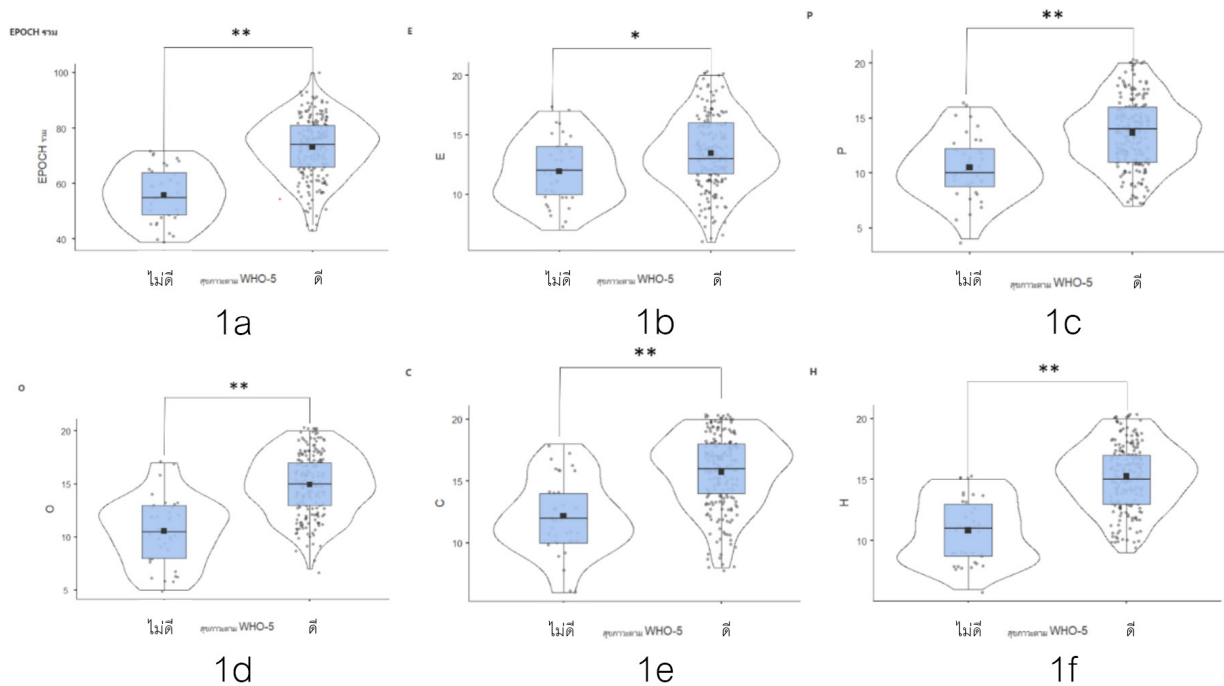 EPOCH รวม
**
EPOCH รวม
100
80
60
40
ไม่ดี
สุขภาวะตาม WHO-5
ดี
1a
E
*
E
20
15
10
ไม่ดี
สุขภาวะตาม WHO-5
ดี
1b
P
**
P
20
15
10
5
ไม่ดี
สุขภาวะตาม WHO-5
ดี
1c
O
**
O
20
15
10
5
ไม่ดี
สุขภาวะตาม WHO-5
ดี
1d
C
**
C
20
15
10
ไม่ดี
สุขภาวะตาม WHO-5
ดี
1e
H
**
H
20
15
10
ไม่ดี
สุขภาวะตาม WHO-5
ดี
1f